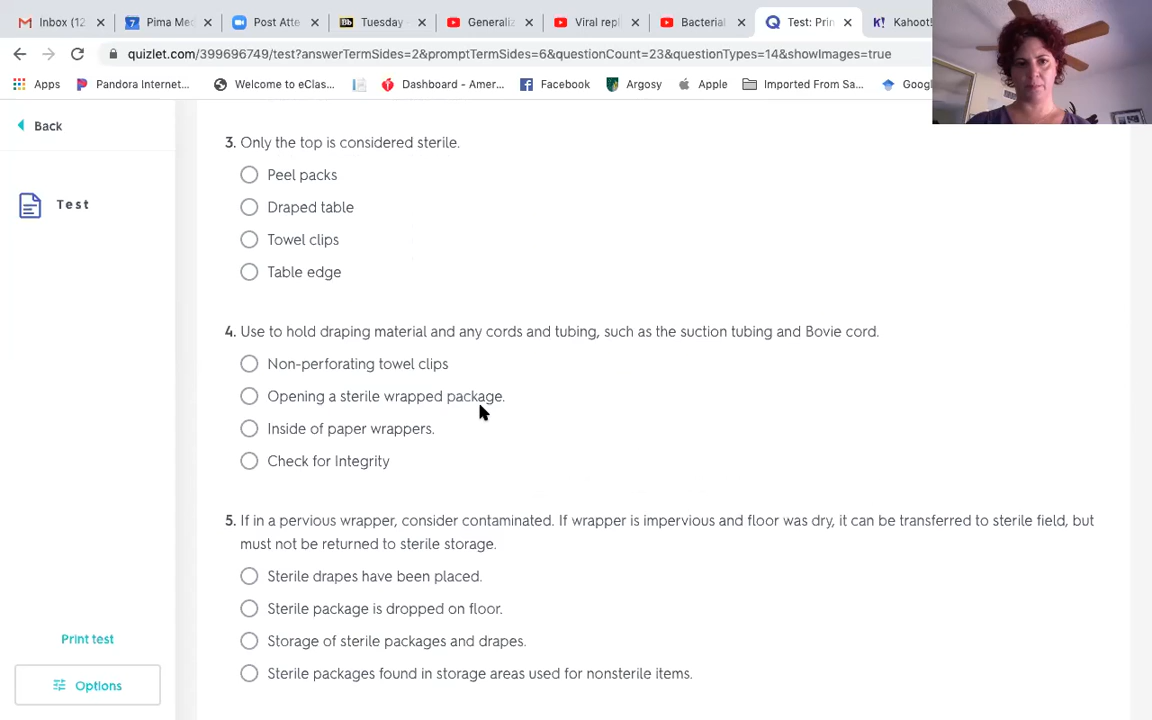 Inbox (12
Pima Mec
Post Atte
Tuesday
Generaliz
Viral repl
Bacterial
Test: Prin
Kahoot!
quizlet.com/399696749/test?answerTermSides=2&promptTermSides=6&questionCount=23&questionTypes=14&showImages=true
Apps
Pandora Internet...
Welcome to eClas...
Dashboard - Amer...
Facebook
Argosy
Apple
Imported From Sa...
Goog
Back
Test
3. Only the top is considered sterile.
Peel packs
Draped table
Towel clips
Table edge
4. Use to hold draping material and any cords and tubing, such as the suction tubing and Bovie cord.
Non-perforating towel clips
Opening a sterile wrapped package.
Inside of paper wrappers.
Check for Integrity
5. If in a pervious wrapper, consider contaminated. If wrapper is impervious and floor was dry, it can be transferred to sterile field, but
must not be returned to sterile storage.
Sterile drapes have been placed.
Sterile package is dropped on floor.
Storage of sterile packages and drapes.
Sterile packages found in storage areas used for nonsterile items.
Print test
Options